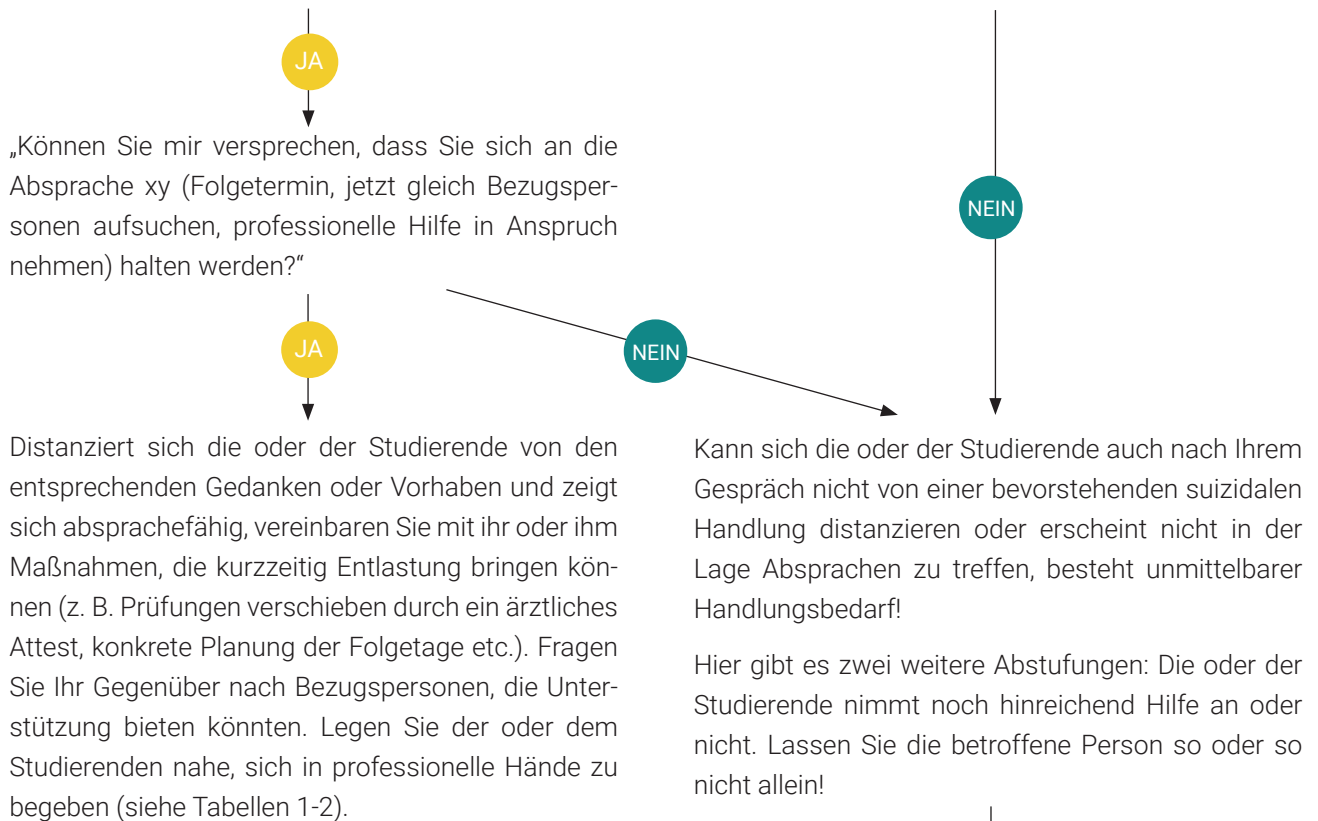 JA
„Können Sie mir versprechen, dass Sie sich an die
Absprache xy (Folgetermin, jetzt gleich Bezugsper-
sonen aufsuchen, professionelle Hilfe in Anspruch
nehmen) halten werden?“
NEIN
JA
NEIN
Distanziert sich die oder der Studierende von den
entsprechenden Gedanken oder Vorhaben und zeigt
sich absprachefähig, vereinbaren Sie mit ihr oder ihm
Maßnahmen, die kurzzeitig Entlastung bringen kön-
nen (z. B. Prüfungen verschieben durch ein ärztliches
Attest, konkrete Planung der Folgetage etc.). Fragen
Sie Ihr Gegenüber nach Bezugspersonen, die Unter-
stützung bieten könnten. Legen Sie der oder dem
Studierenden nahe, sich in professionelle Hände zu
begeben (siehe Tabellen 1-2).
Kann sich die oder der Studierende auch nach Ihrem
Gespräch nicht von einer bevorstehenden suizidalen
Handlung distanzieren oder erscheint nicht in der
Lage Absprachen zu treffen, besteht unmittelbarer
Handlungsbedarf!
Hier gibt es zwei weitere Abstufungen: Die oder der
Studierende nimmt noch hinreichend Hilfe an oder
nicht. Lassen Sie die betroffene Person so oder so
nicht allein!